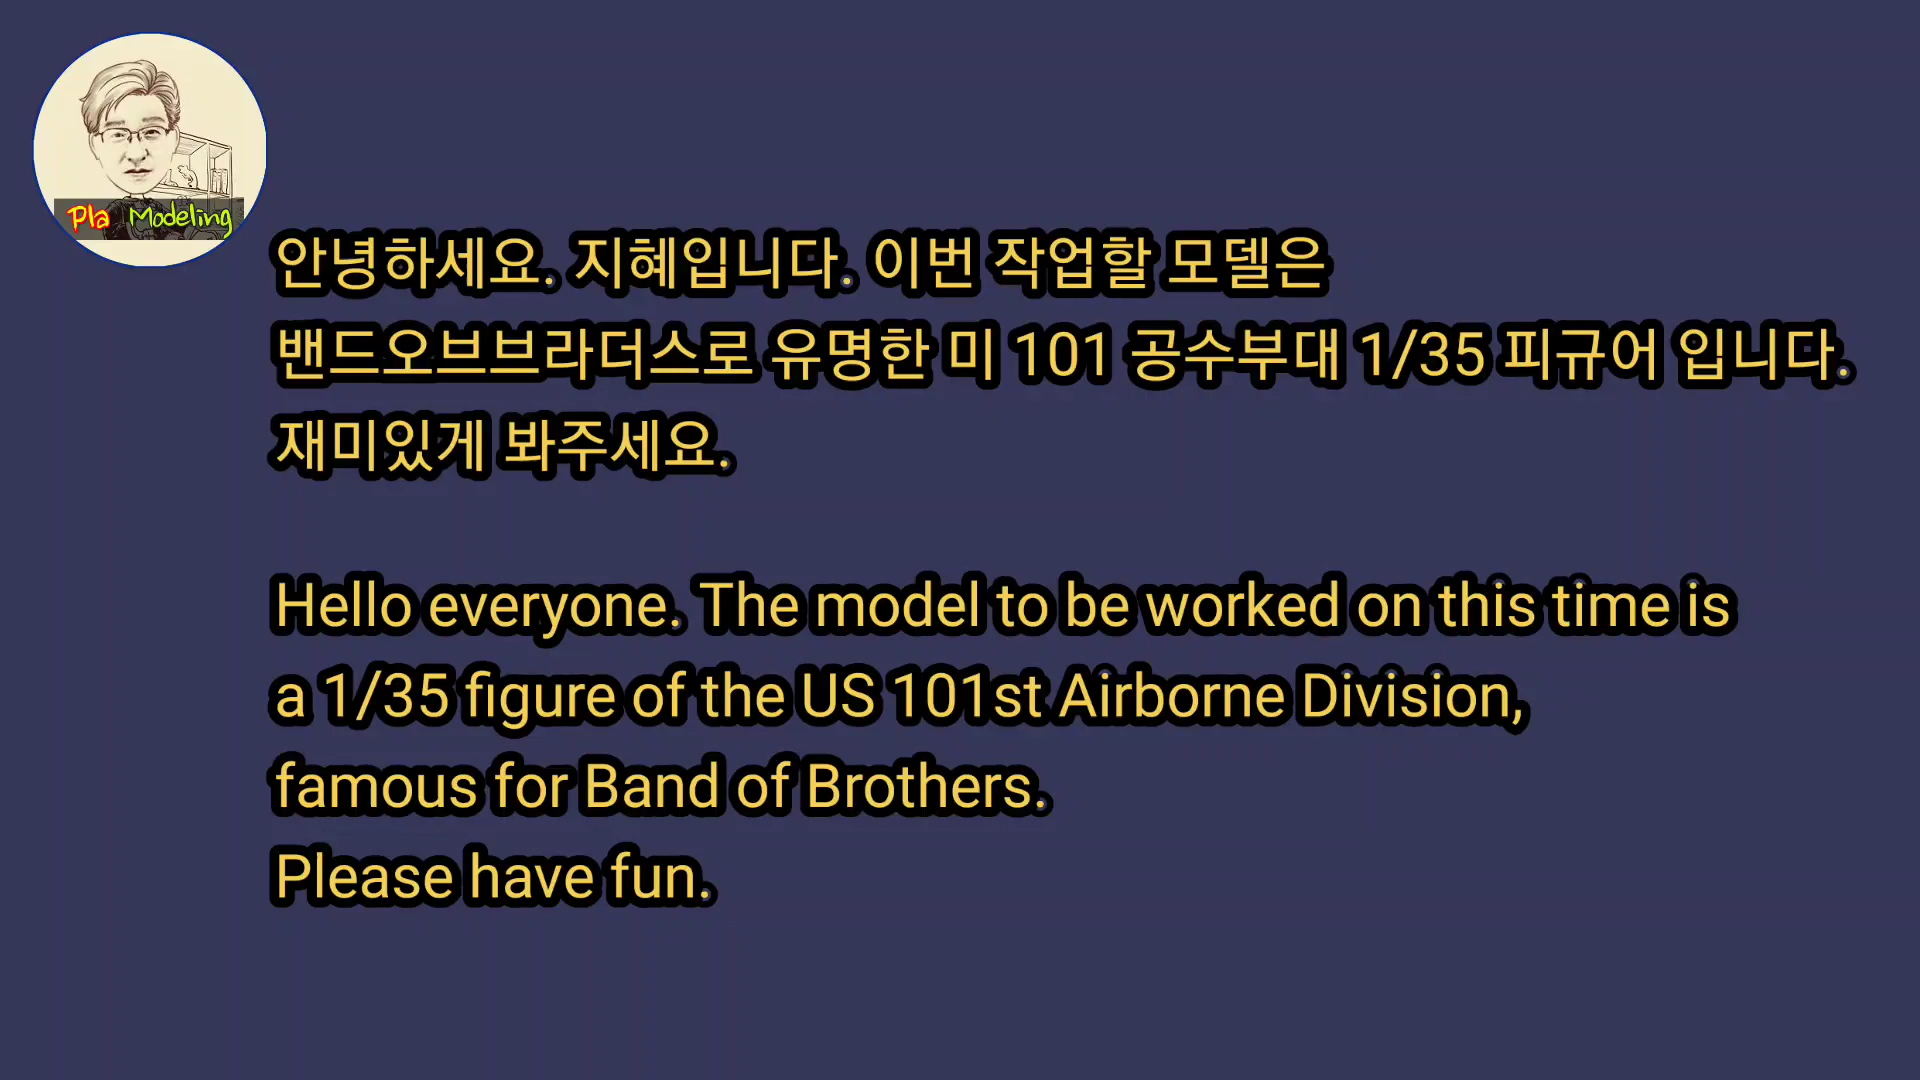 Pla Modeling
안녕하세요. 지혜입니다. 이번 작업할 모델은
밴드오브브라더스로 유명한 미 101 공수부대 1/35 피규어 입니다.
재미있게 봐주세요.
Hello everyone. The model to be worked on this time is
a 1/35 figure of the US 101st Airborne Division,
famous for Band of Brothers.
Please have fun.